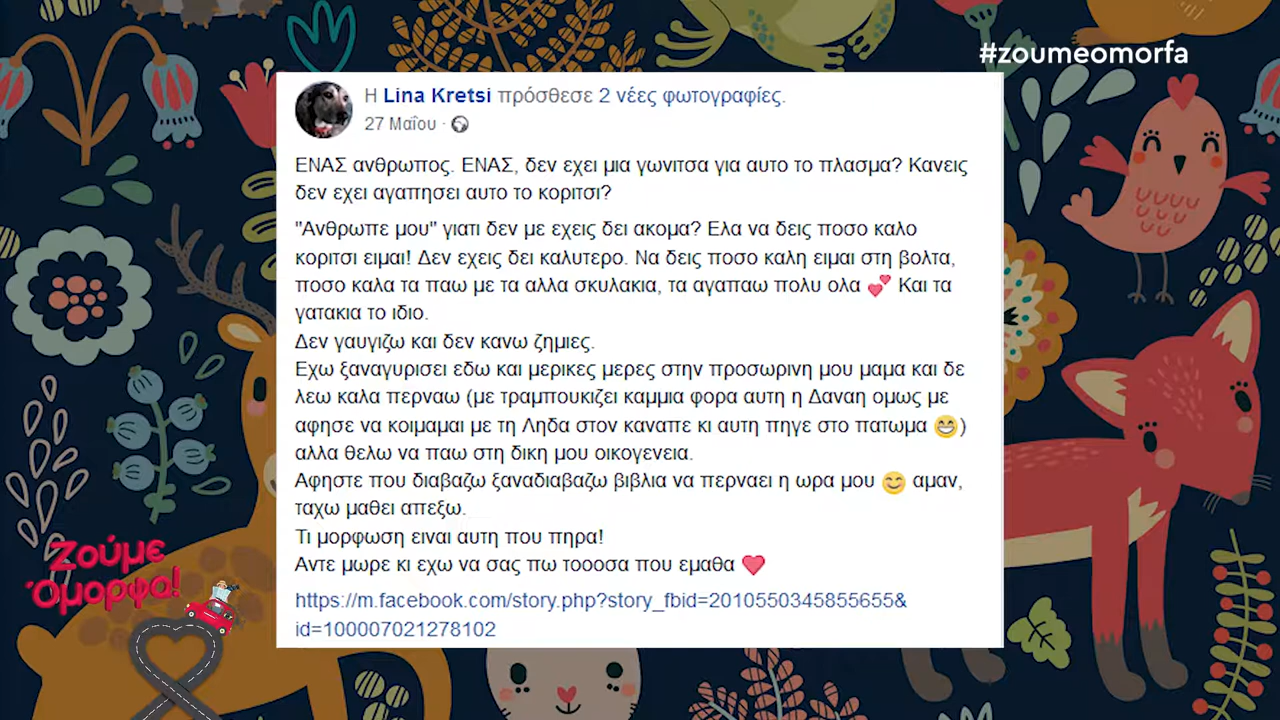 #zoumeomorfa
Η Lina Kretsi πρόσθεσε 2 νέες φωτογραφίες.
27 Μαΐου ·
ΕΝΑΣ ανθρωπος. ΕΝΑΣ, δεν εχει μια γωνιτσα για αυτο το πλασμα? Κανεις
δεν εχει αγαπησει αυτο το κοριτσι?
"Ανθρωπε μου" γιατι δεν με εχεις δει ακομα? Ελα να δεις ποσο καλο
κοριτσι ειμαι! Δεν εχεις δει καλυτερο. Να δεις ποσο καλη ειμαι στη βολτα,
ποσο καλα τα παω με τα αλλα σκυλακια, τα αγαπαω πολυ ολα 💕 Και τα
γατακια το ιδιο.
Δεν γαυγιζω και δεν κανω ζημιες.
Εχω ξαναγυρισει εδω και μερικες μερες στην προσωρινη μου μαμα και δε
λεω καλα περναω (με τραμπουκιζει καμμια φορα αυτη η Δαναη ομως με
αφησε να κοιμαμαι με τη Ληδα στον καναπε κι αυτη πηγε στο πατωμα 😁)
αλλα θελω να παω στη δικη μου οικογενεια.
Αφηστε που διαβαζω ξαναδιαβαζω βιβλια να περναει η ωρα μου 😊 αμαν,
ταχω μαθει απεξω.
Τι μορφωση ειναι αυτη που πηρα!
Αντε μωρε κι εχω να σας πω τοοοσα που εμαθα ❤
https://m.facebook.com/story.php?story_fbid=2010550345855655&
id=100007021278102
Ζούμε
Όμορφα!